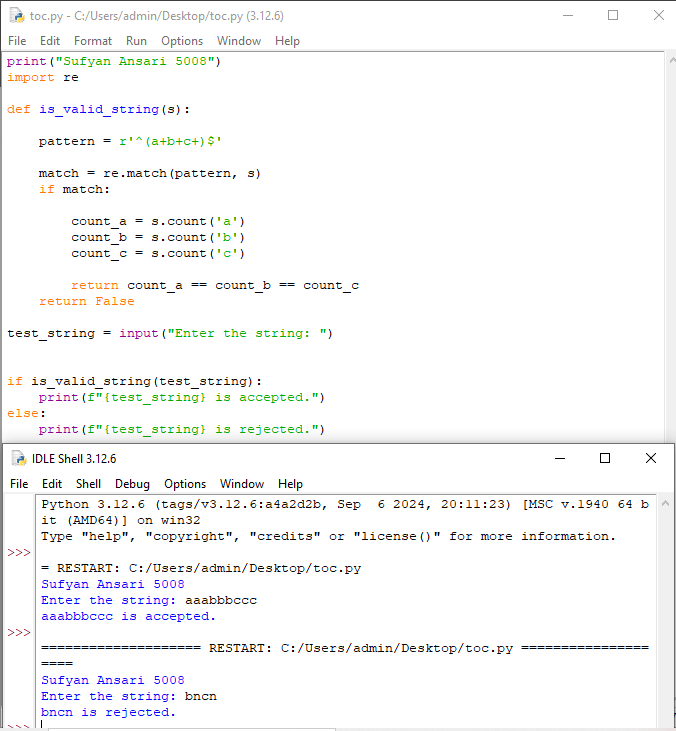 toc.py - C:/Users/admin/Desktop/toc.py (3.12.6)
File Edit Format Run Options Window Help
print("Sufyan Ansari 5008")
import re
def is_valid_string(s):
pattern = r'^(a+b+c+)$'
match = re.match(pattern, s)
if match:
count_a = s.count('a')
count_b = s.count('b')
count_c = s.count('c')
return count_a == count_b == count_c
return False
test_string = input("Enter the string: ")
if is_valid_string(test_string):
print(f"{test_string} is accepted.")
else:
print(f"{test_string} is rejected.")
IDLE Shell 3.12.6
File Edit Shell Debug Options Window Help
Python 3.12.6 (tags/v3.12.6:a4a2d2b, Sep  6 2024, 20:11:23) [MSC v.1940 64 b
it (AMD64)] on win32
Type "help", "copyright", "credits" or "license()" for more information.
>>>
= RESTART: C:/Users/admin/Desktop/toc.py
Sufyan Ansari 5008
Enter the string: aaabbbccc
aaabbbccc is accepted.
>>>
==================== RESTART: C:/Users/admin/Desktop/toc.py ================
====
Sufyan Ansari 5008
Enter the string: bncn
bncn is rejected.
>>>